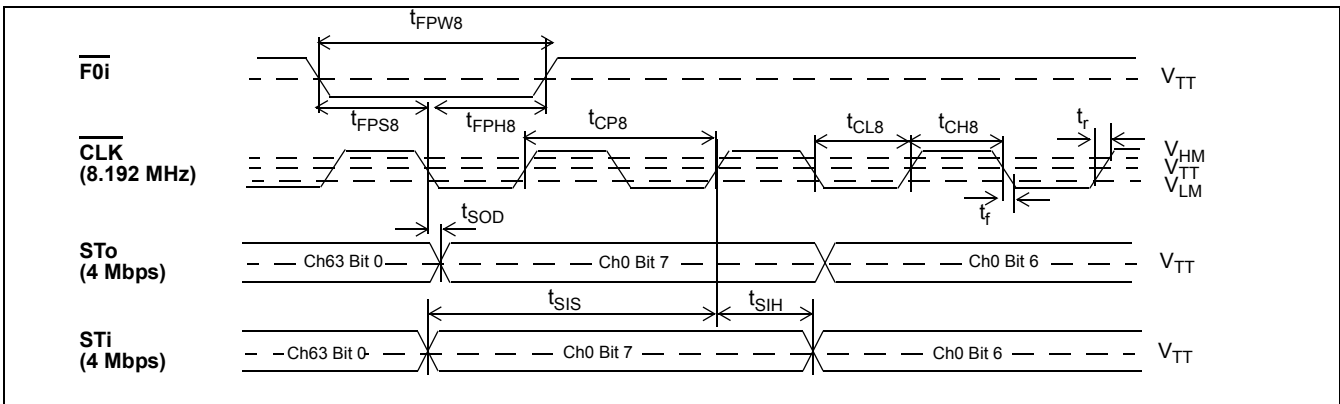 tFPW8
F0i
VTT
tFPS8
tFPH8
tCP8
tCL8
tCH8
tr
CLK
(8.192 MHz)
VHM
VTT
VLM
tf
tSOD
STo
(4 Mbps)
Ch63 Bit 0
Ch0 Bit 7
Ch0 Bit 6
VTT
tSIS
tSIH
STi
(4 Mbps)
Ch63 Bit 0
Ch0 Bit 7
Ch0 Bit 6
VTT